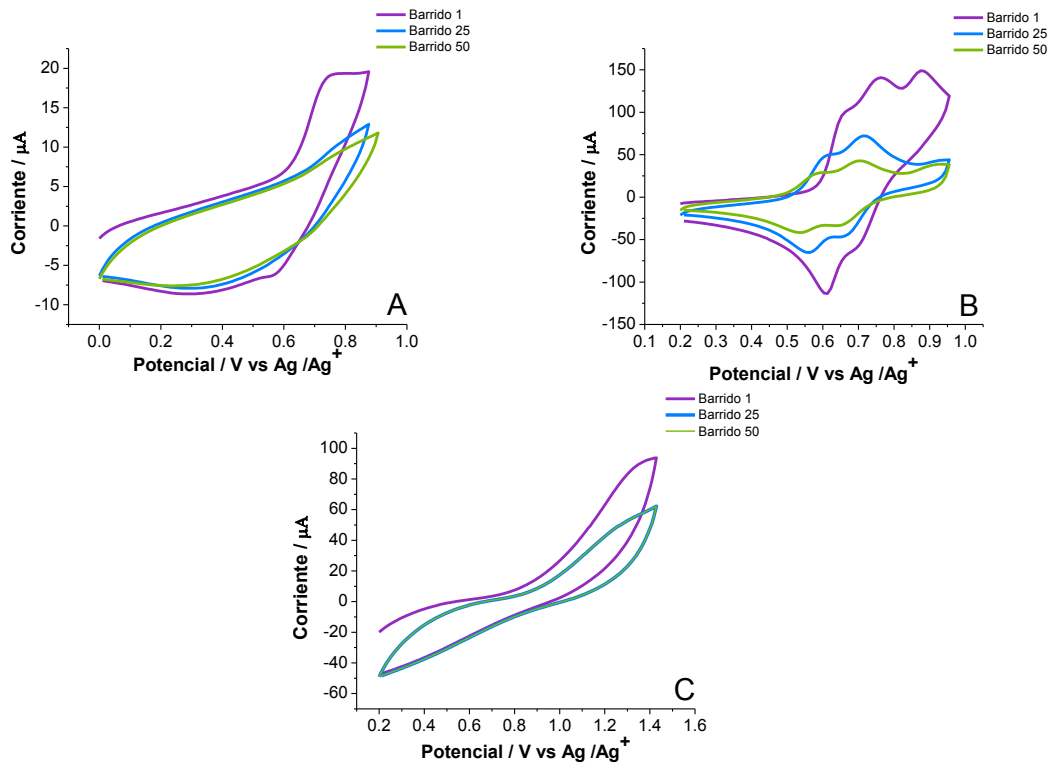 Barrido 1
Barrido 25
Barrido 50
20
15
10
5
0
-5
-10
0.0 0.2 0.4 0.6 0.8 1.0
Corriente / µA
Potencial / V vs Ag /Ag+
A
Barrido 1
Barrido 25
Barrido 50
150
100
50
0
-50
-100
-150
0.1 0.2 0.3 0.4 0.5 0.6 0.7 0.8 0.9 1.0
Corriente / µA
Potencial / V vs Ag /Ag+
B
Barrido 1
Barrido 25
Barrido 50
100
80
60
40
20
0
-20
-40
-60
0.2 0.4 0.6 0.8 1.0 1.2 1.4 1.6
Corriente / µA
Potencial / V vs Ag /Ag+
C